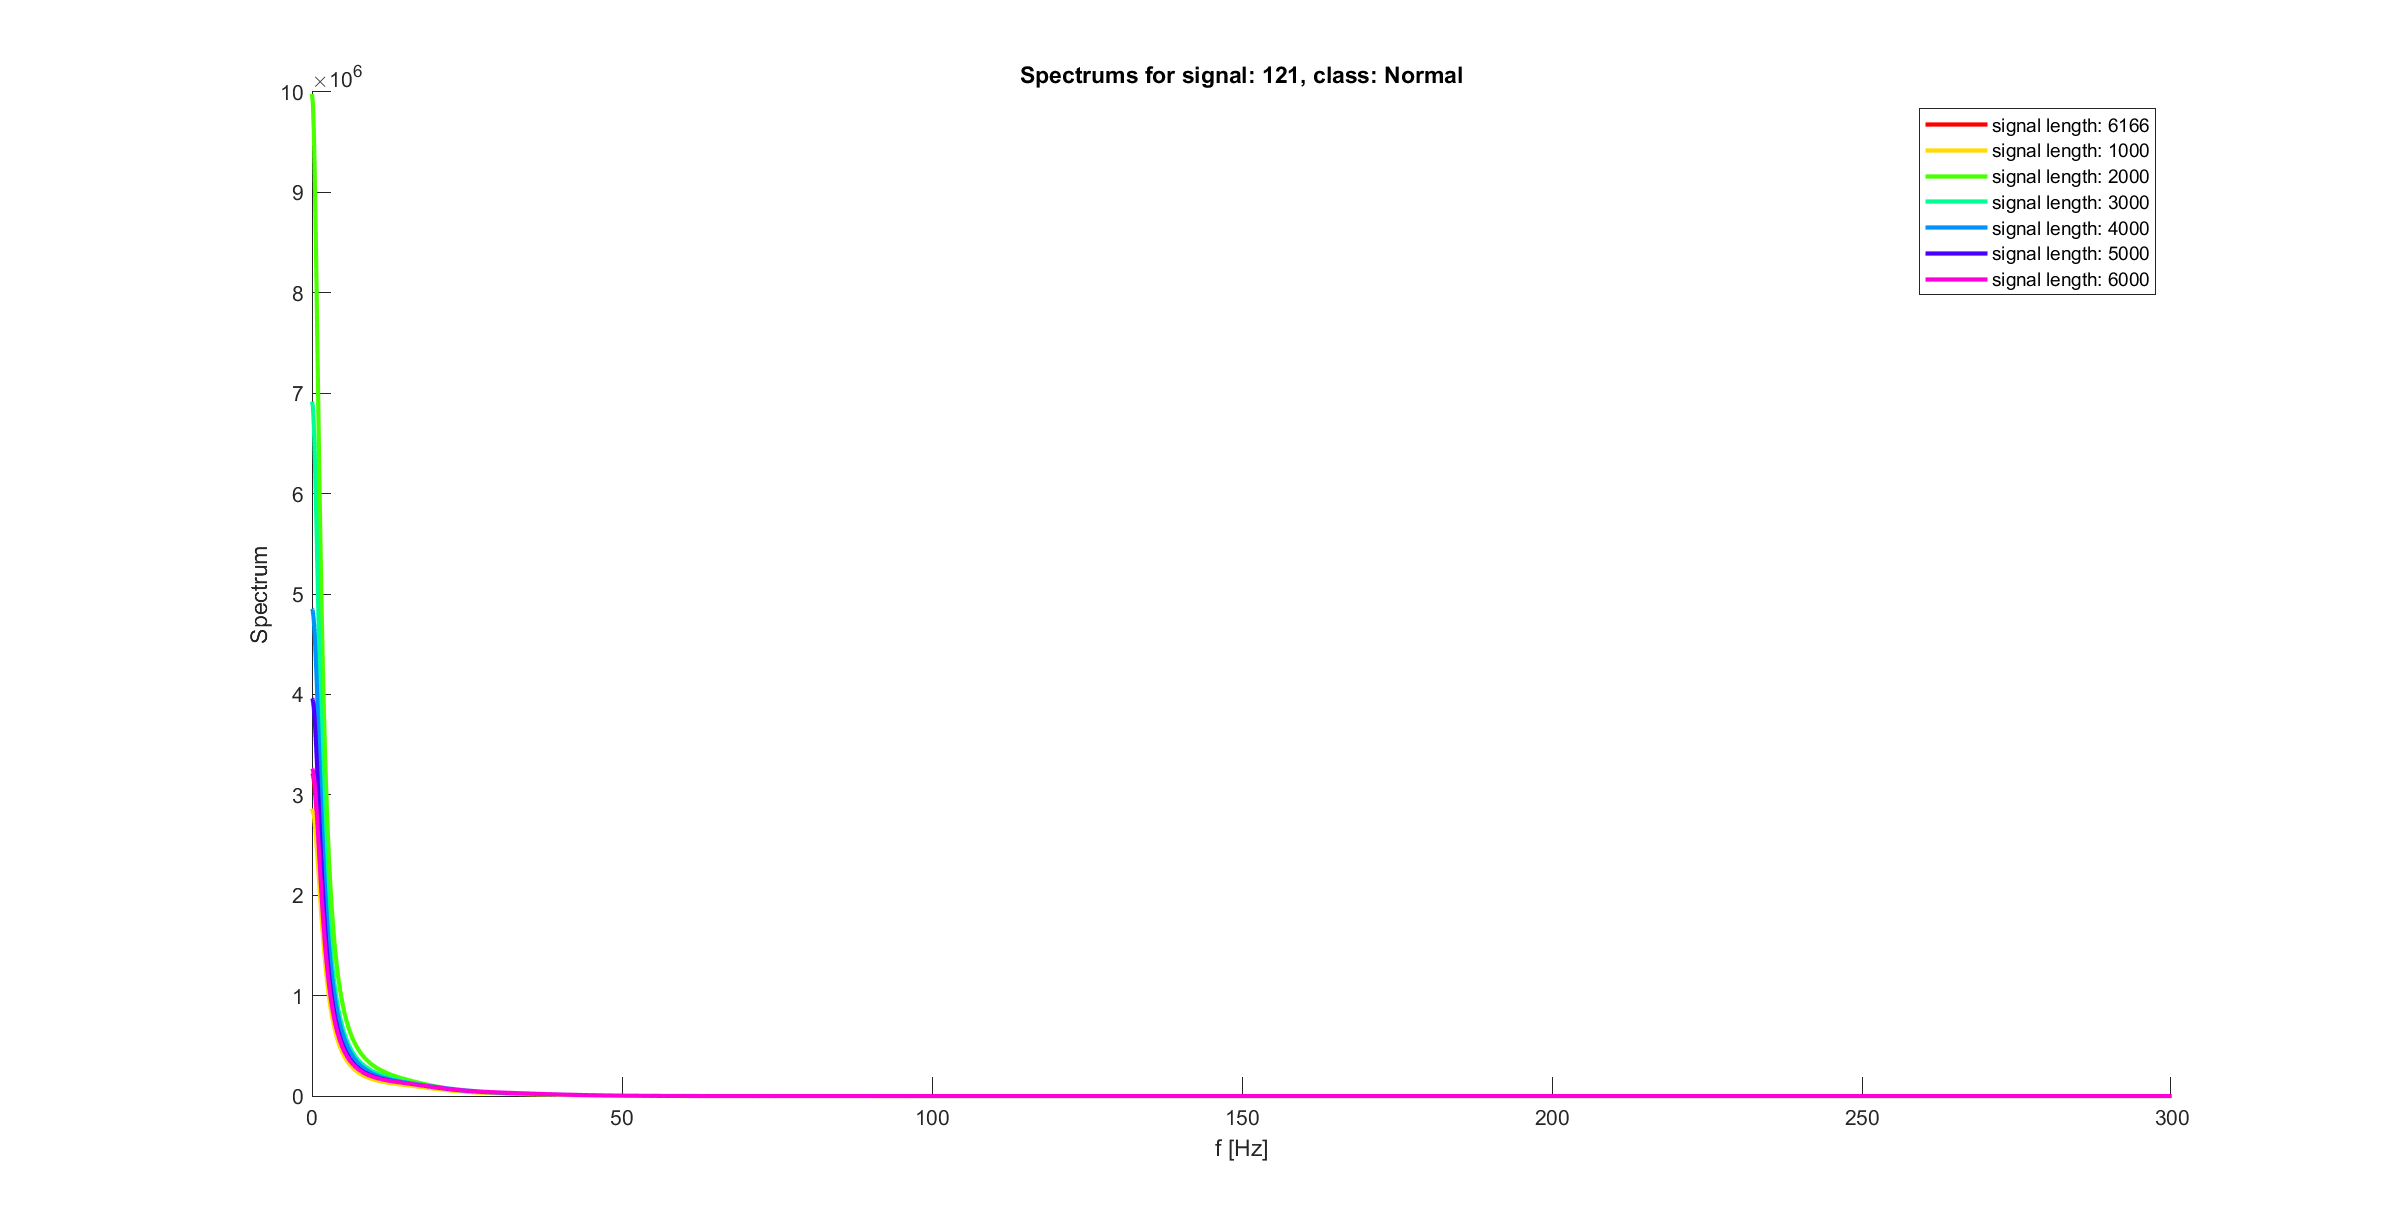 Spectrums for signal: 121, class: Normal
×10^6
10
9
8
7
6
5
4
3
2
1
0
Spectrum
0 50 100 150 200 250 300
f [Hz]
signal length: 6166
signal length: 1000
signal length: 2000
signal length: 3000
signal length: 4000
signal length: 5000
signal length: 6000